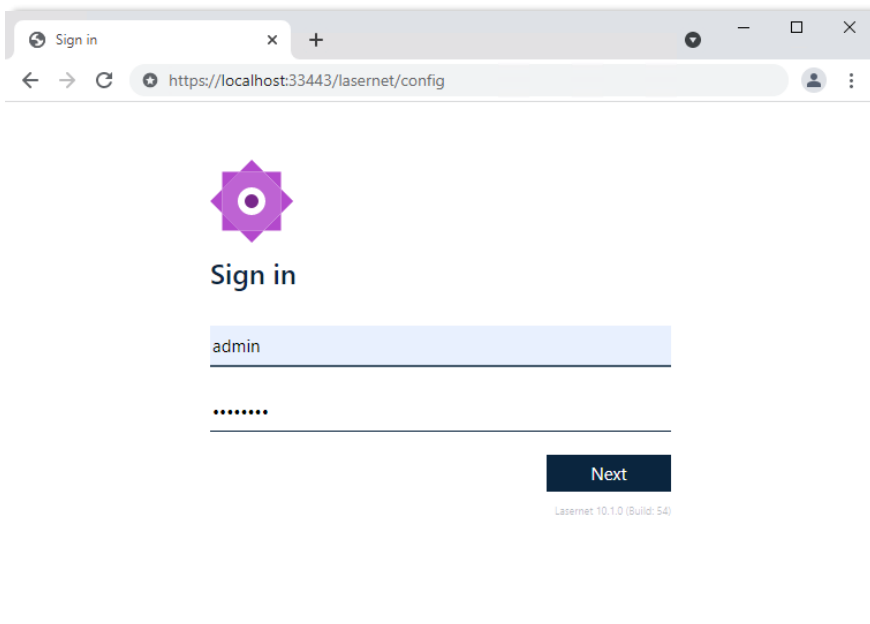 Sign in
https://localhost:33443/lasernet/config
Sign in
admin
••••••••
Next
Lasernet 10.1.0 (Build: 54)